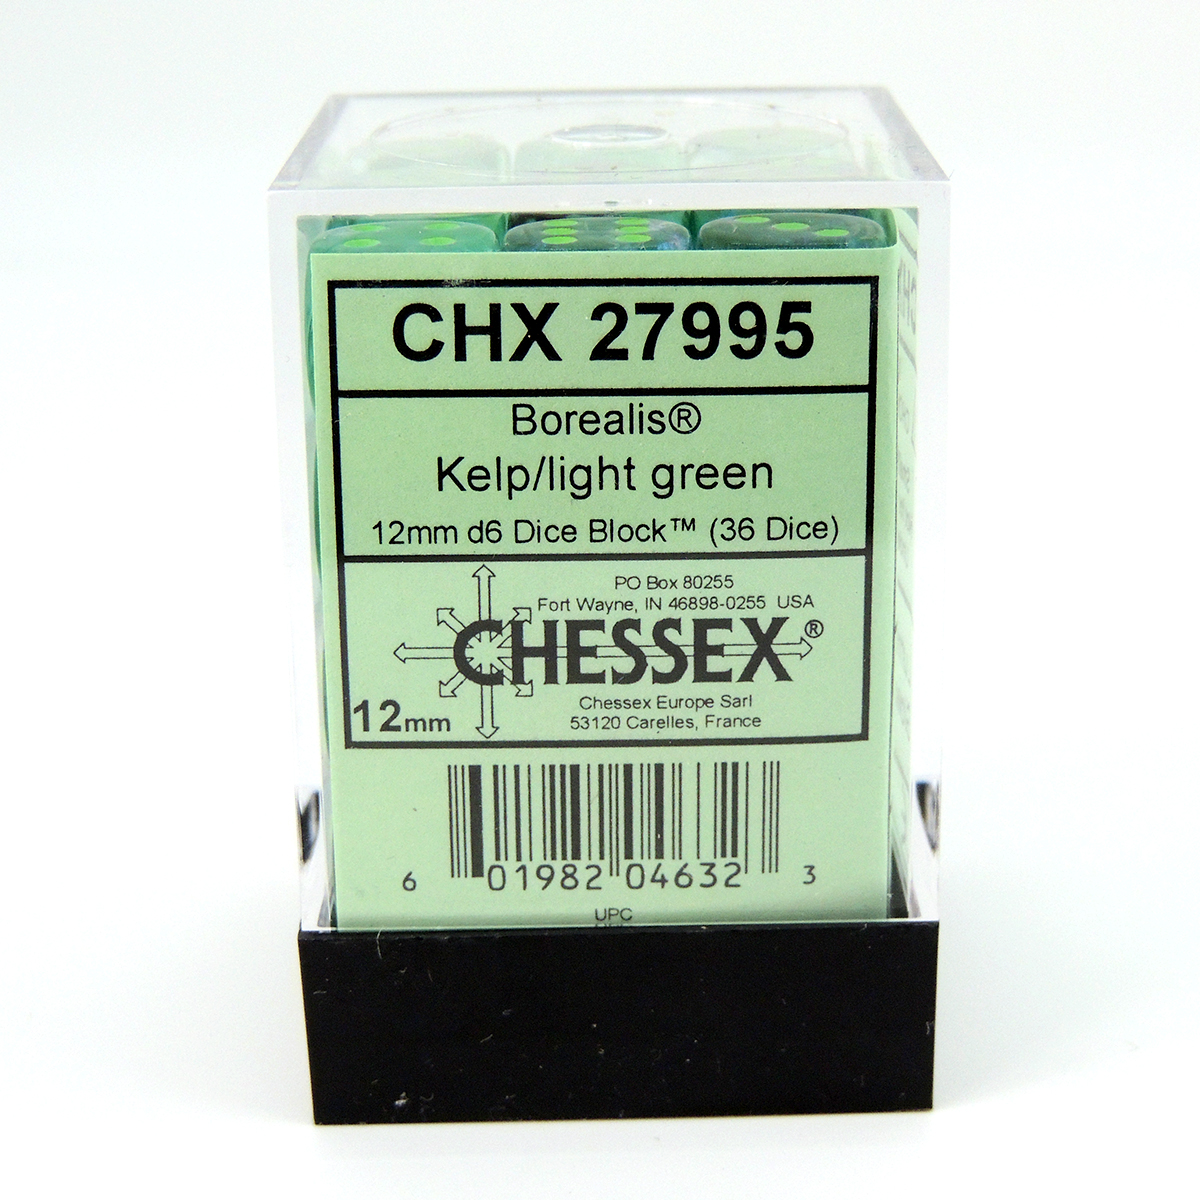 CHX 27995
Borealis®
Kelp/light green
12mm d6 Dice Block™ (36 Dice)
PO Box 80255
Fort Wayne, IN 46898-0255 USA
CHESSEX®
Chessex Europe Sarl
53120 Carelles, France
12mm
6 01982 04632 3
UPC